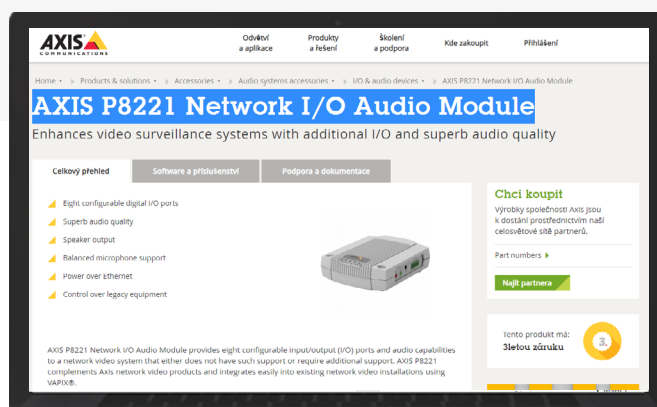 AXIS
COMMUNICATIONS
Odvětví
a aplikace
Produkty
a řešení
Školení
a podpora
Kde zakoupit
Přihlášení
Home • > Products & solutions • > Accessories • > Audio systems accessories • > I/O & audio devices • > AXIS P8221 Network I/O Audio Module
AXIS P8221 Network I/O Audio Module
Enhances video surveillance systems with additional I/O and superb audio quality
Celkový přehled
Software a příslušenství
Podpora a dokumentace
Eight configurable digital I/O ports
Superb audio quality
Speaker output
Balanced microphone support
Power over Ethernet
Control over legacy equipment
AXIS P8221 Network I/O Audio Module provides eight configurable input/output (I/O) ports and audio capabilities
to a network video system that either does not have such support or require additional support. AXIS P8221
complements Axis network video products and integrates easily into existing network video installations using
VAPIX®.
Chci koupit
Výrobky společnosti Axis jsou
k dostání prostřednictvím naší
celosvětové sítě partnerů.
Part numbers
Najít partnera
Tento produkt má:
3letou záruku
3.